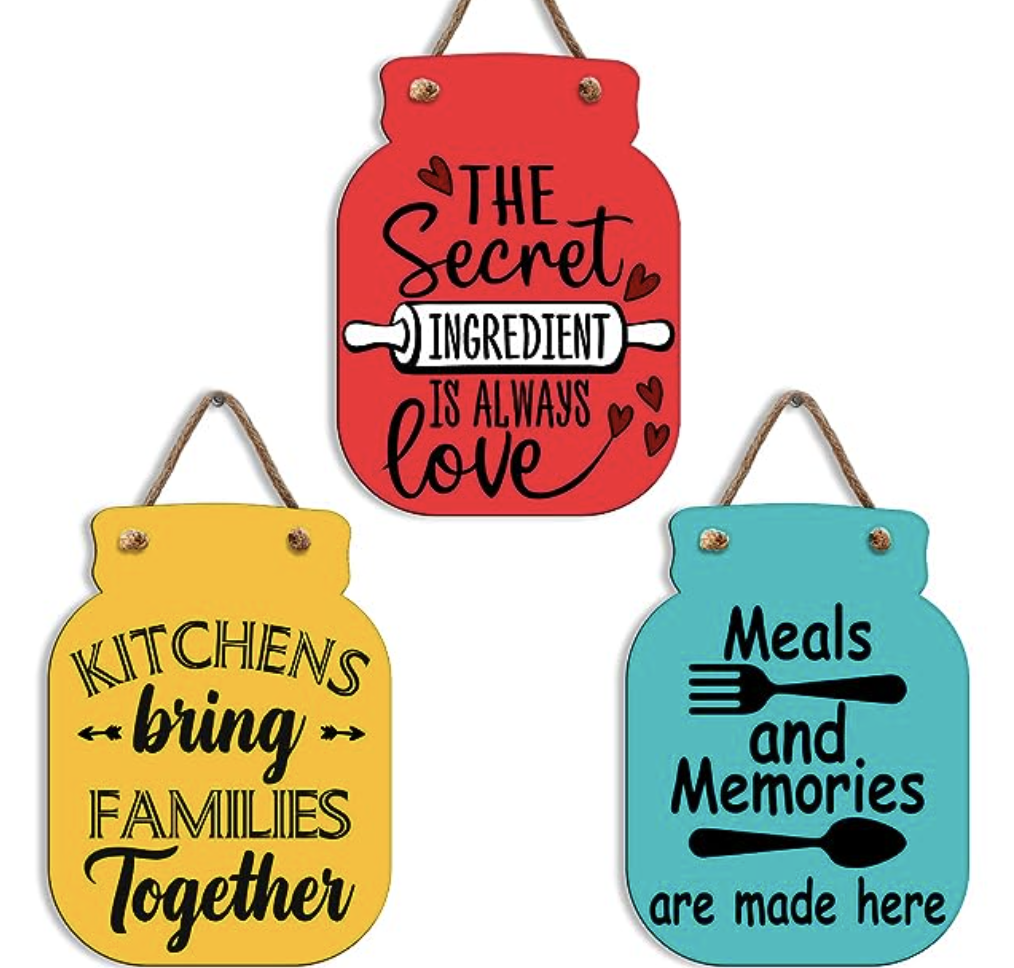 THE
Secret
INGREDIENT
IS ALWAYS
love
KITCHENS
bring
FAMILIES
Together
Meals
and
Memories
are made here